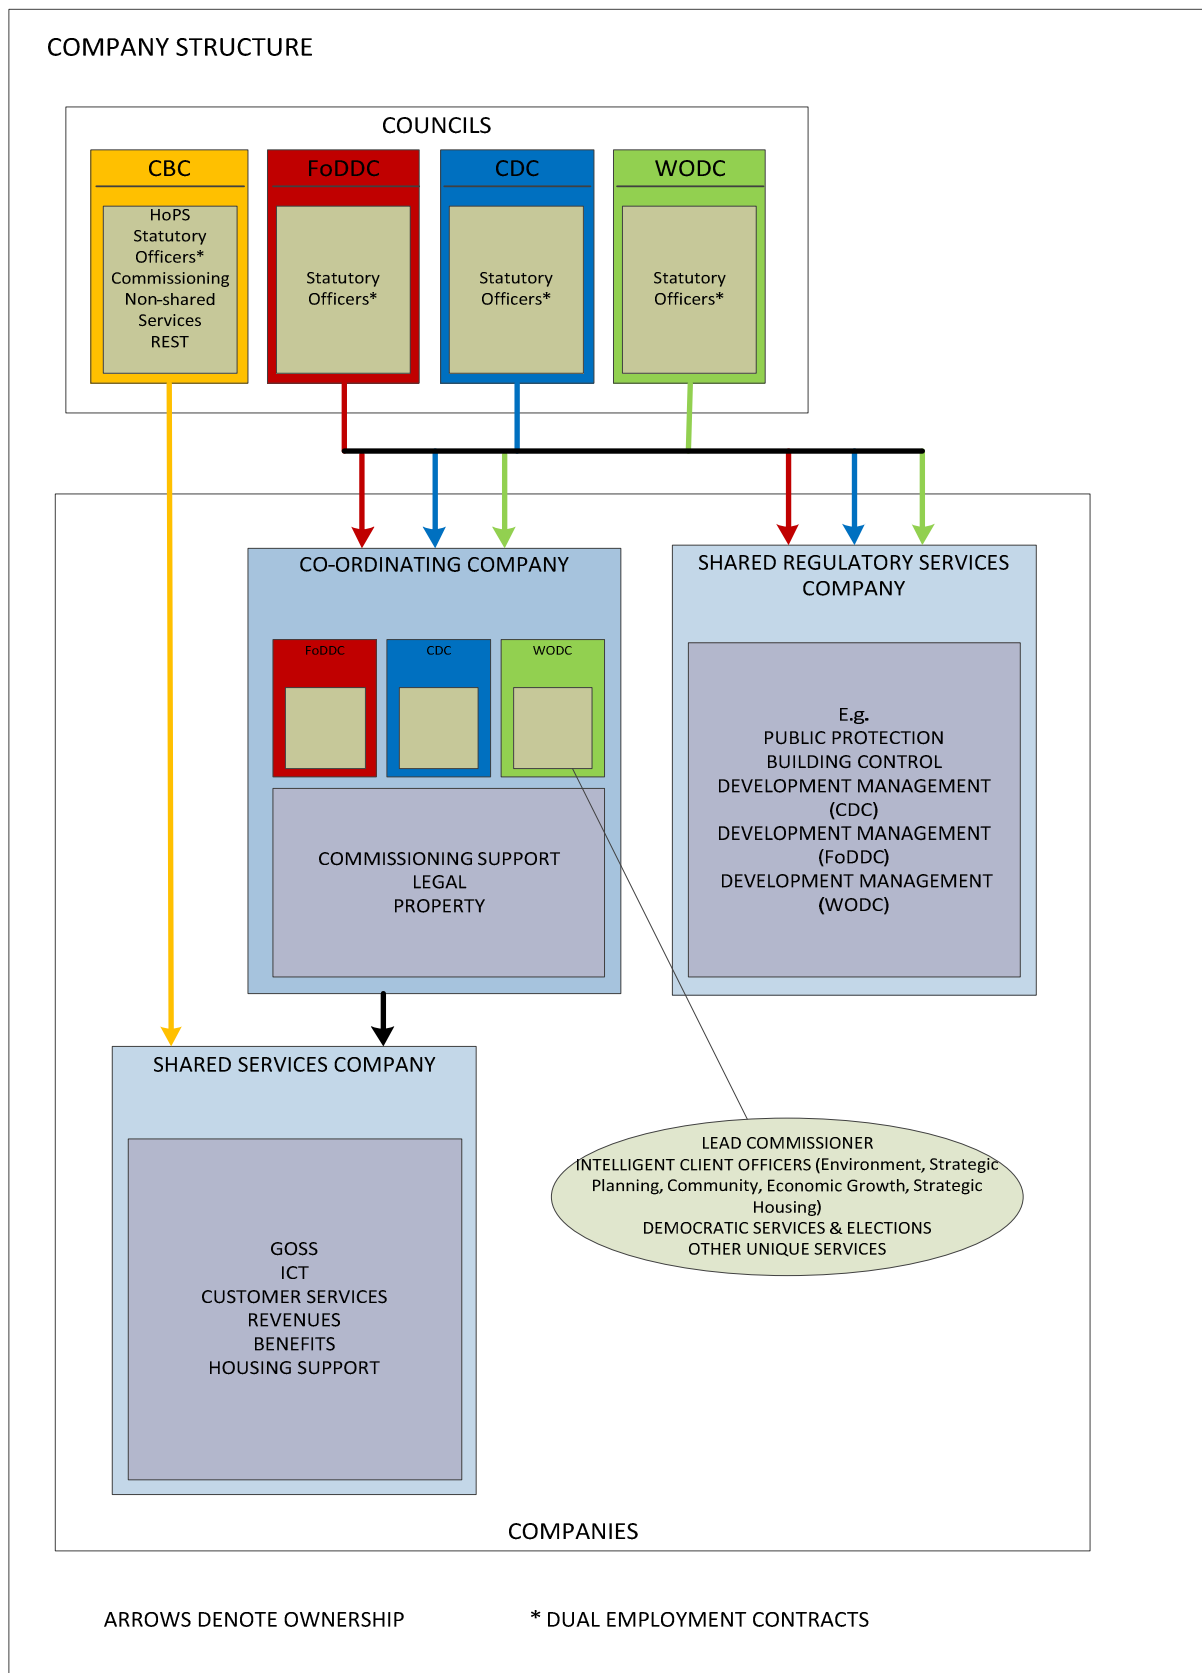 COMPANY STRUCTURE
COUNCILS
CBC
HoPS
Statutory
Officers*
Commissioning
Non-shared
Services
REST
FoDDC
Statutory
Officers*
CDC
Statutory
Officers*
WODC
Statutory
Officers*
CO-ORDINATING COMPANY
FoDDC
CDC
WODC
COMMISSIONING SUPPORT
LEGAL
PROPERTY
SHARED REGULATORY SERVICES
COMPANY
E.g.
PUBLIC PROTECTION
BUILDING CONTROL
DEVELOPMENT MANAGEMENT
(CDC)
DEVELOPMENT MANAGEMENT
(FoDDC)
DEVELOPMENT MANAGEMENT
(WODC)
SHARED SERVICES COMPANY
GOSS
ICT
CUSTOMER SERVICES
REVENUES
BENEFITS
HOUSING SUPPORT
LEAD COMMISSIONER
INTELLIGENT CLIENT OFFICERS (Environment, Strategic
Planning, Community, Economic Growth, Strategic
Housing)
DEMOCRATIC SERVICES & ELECTIONS
OTHER UNIQUE SERVICES
COMPANIES
ARROWS DENOTE OWNERSHIP
* DUAL EMPLOYMENT CONTRACTS